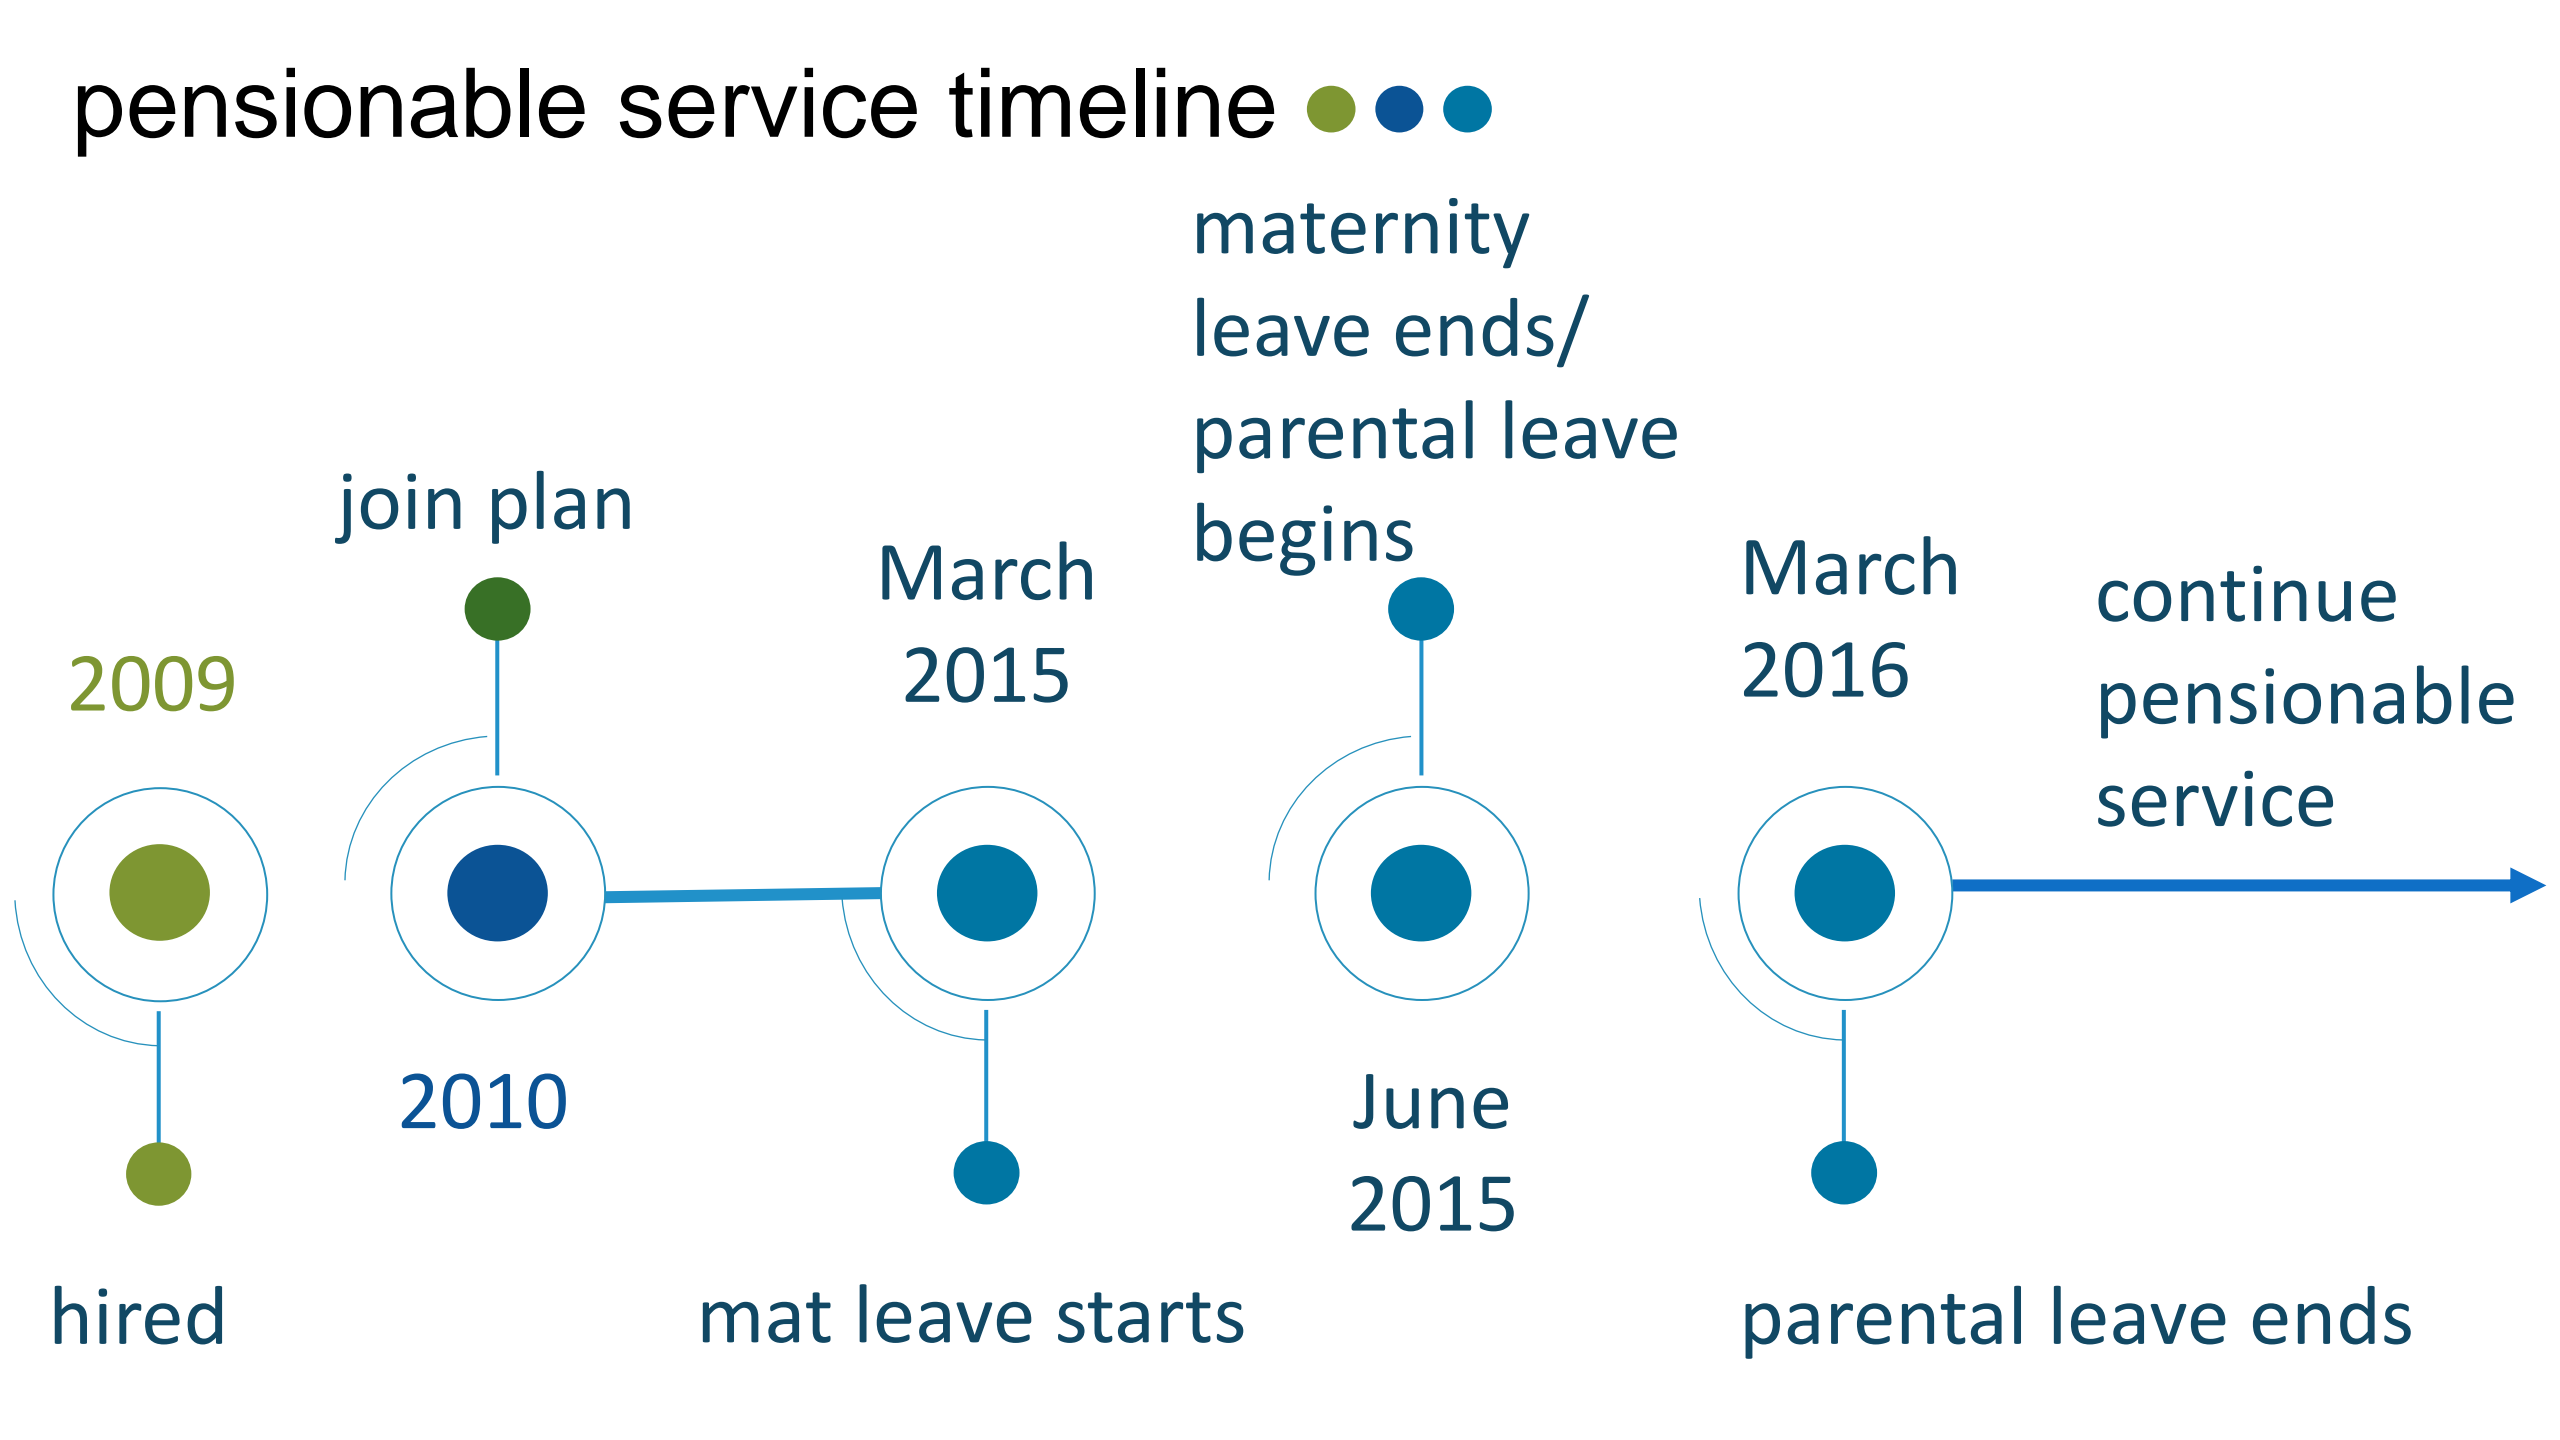 pensionable service timeline
2009
hired
join plan
2010
March
2015
mat leave starts
maternity
leave ends/
parental leave
begins
June
2015
March
2016
parental leave ends
continue
pensionable
service